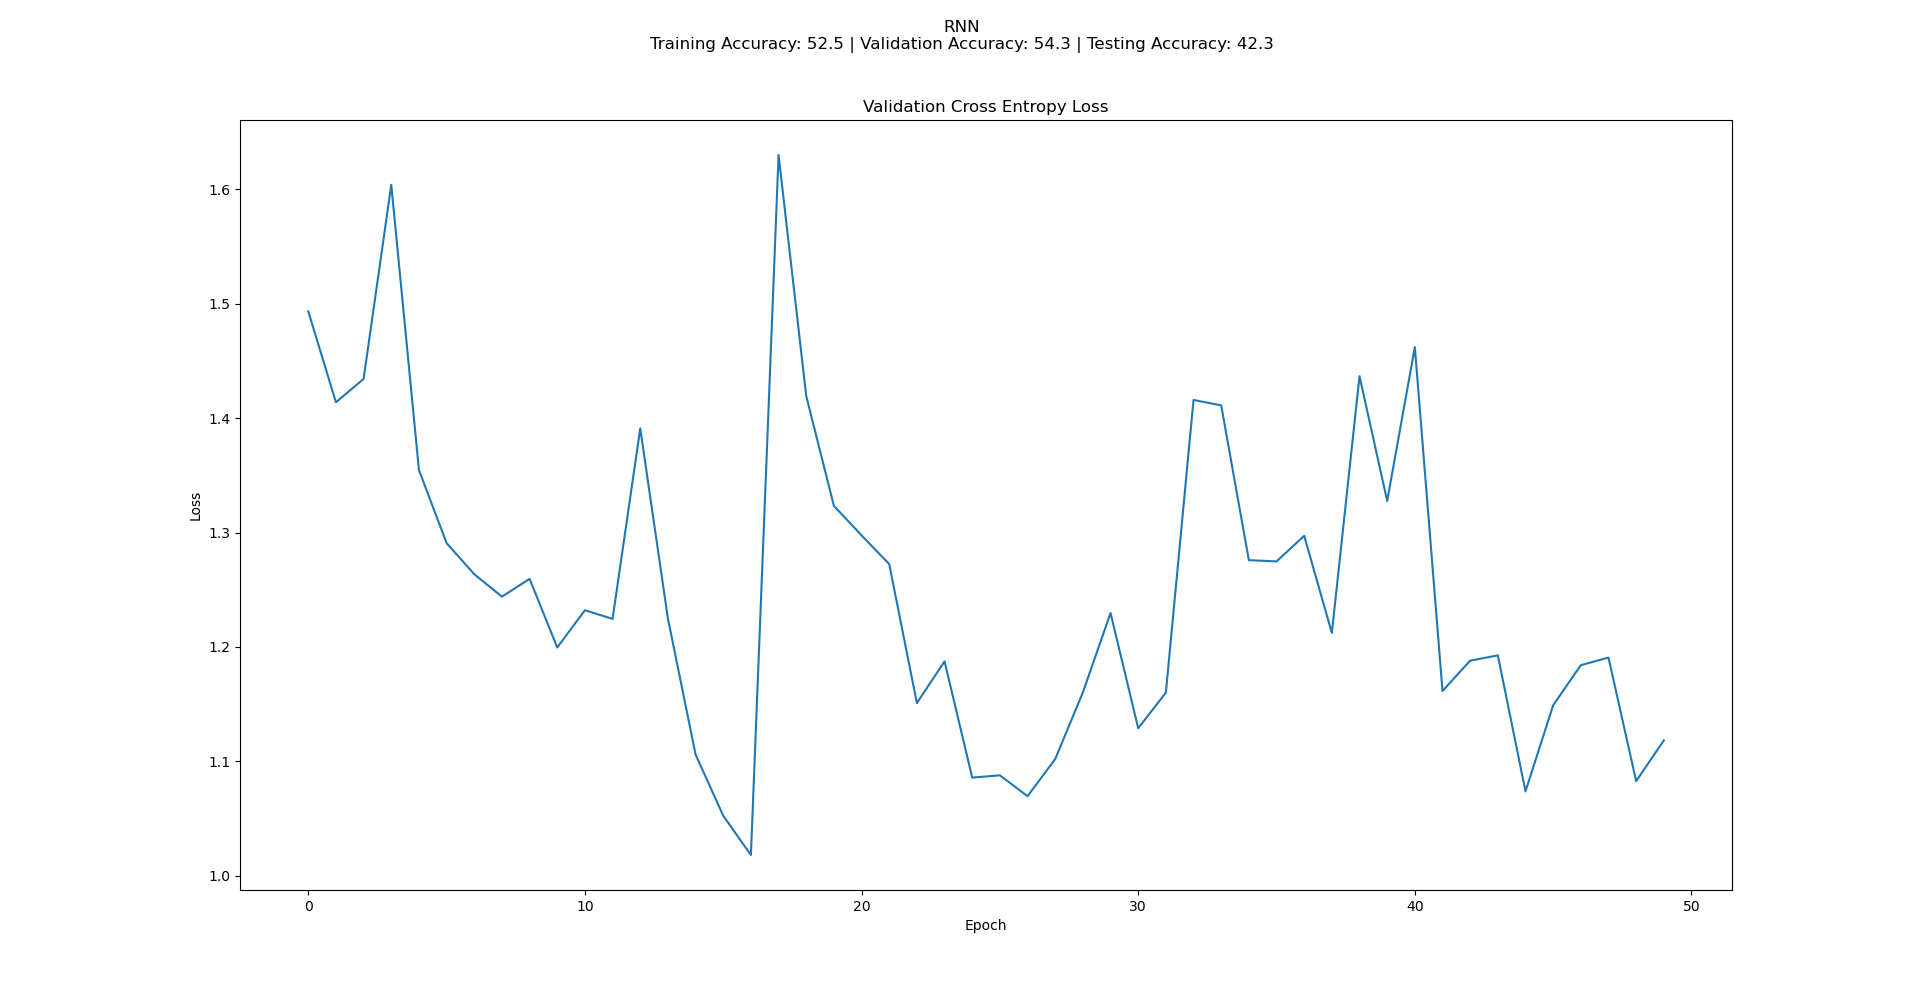 RNN
Training Accuracy: 52.5 | Validation Accuracy: 54.3 | Testing Accuracy: 42.3
Validation Cross Entropy Loss
1.6
1.5
1.4
1.3
1.2
1.1
1.0
Loss
0 10 20 30 40 50
Epoch